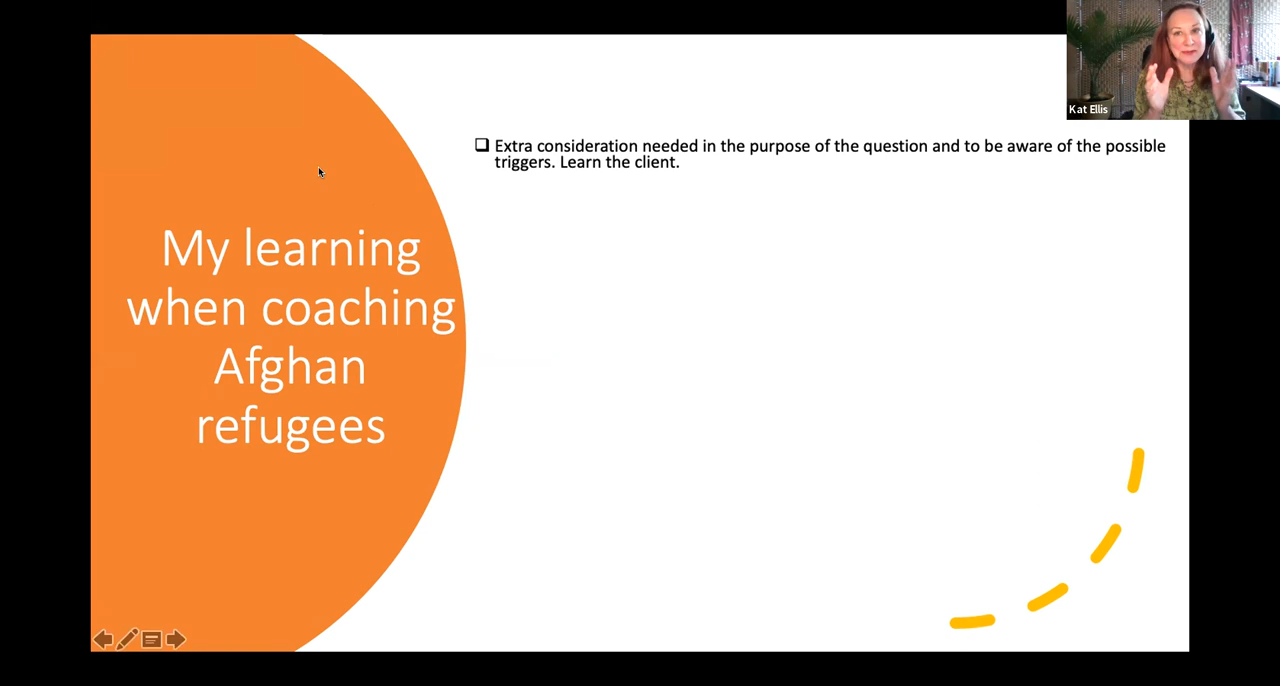 My learning
when coaching
Afghan
refugees
Extra consideration needed in the purpose of the question and to be aware of the possible
triggers. Learn the client.
Kat Ellis